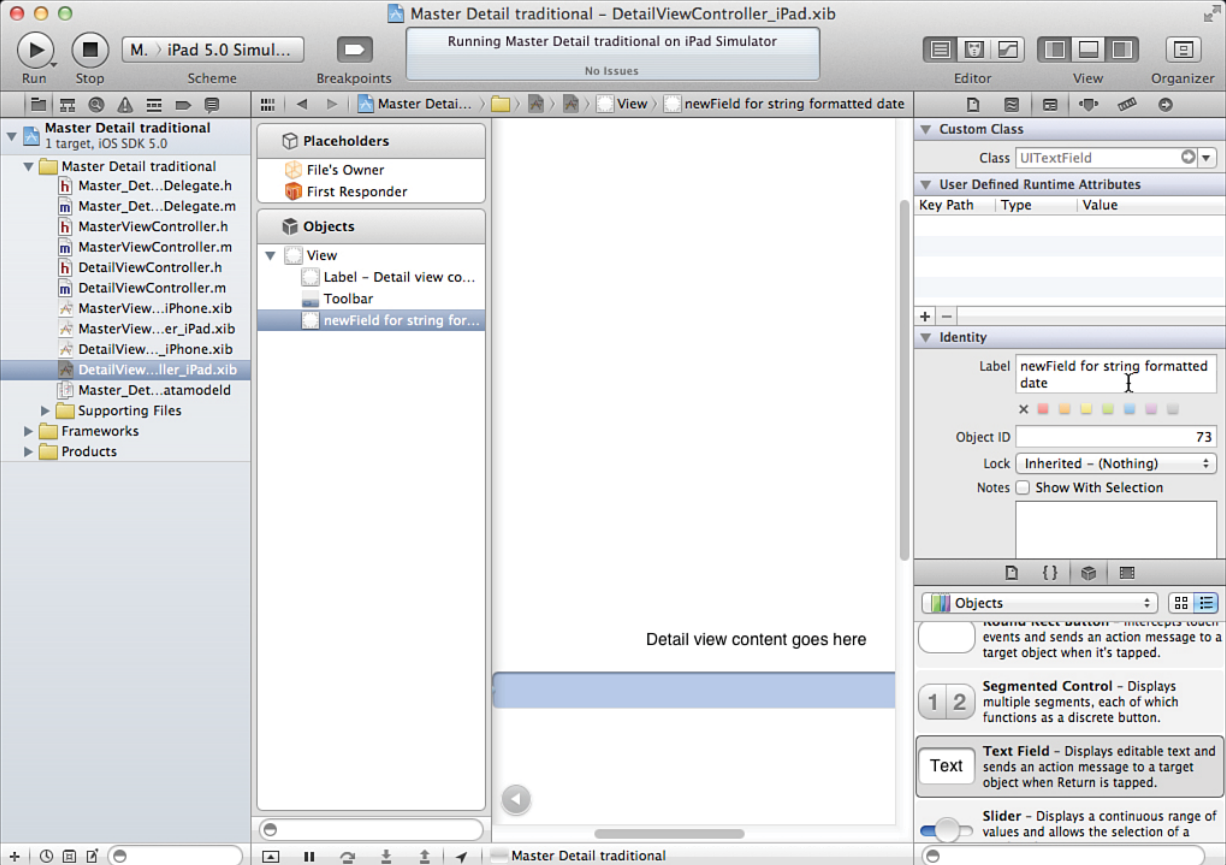 Master Detail traditional – DetailViewController_iPad.xib
Run
Stop
M. 〉 iPad 5.0 Simul...
Scheme
Breakpoints
Running Master Detail traditional on iPad Simulator
No Issues
Editor
View
Organizer
Master Detai... 〉 〉 〉 〉 View 〉 newField for string formatted date
Master Detail traditional
1 target, iOS SDK 5.0
Master Detail traditional
Master_Det...Delegate.h
Master_Det...Delegate.m
MasterViewController.h
MasterViewController.m
DetailViewController.h
DetailViewController.m
MasterView...iPhone.xib
MasterView...er_iPad.xib
DetailView..._iPhone.xib
DetailView...ller_iPad.xib
Master_Det...atamodeld
Supporting Files
Frameworks
Products
Placeholders
File's Owner
First Responder
Objects
View
Label – Detail view co...
Toolbar
newField for string for...
Detail view content goes here
Master Detail traditional
Custom Class
Class UITextField
User Defined Runtime Attributes
Key Path Type Value
Identity
Label newField for string formatted
date
Object ID 73
Lock Inherited – (Nothing)
Notes Show With Selection
{ }
Objects
Round Rect Button – Intercepts touch
events and sends an action message to a
target object when it's tapped.
1 2
Segmented Control – Displays
multiple segments, each of which
functions as a discrete button.
Text
Text Field – Displays editable text and
sends an action message to a target
object when Return is tapped.
Slider – Displays a continuous range of
values and allows the selection of a